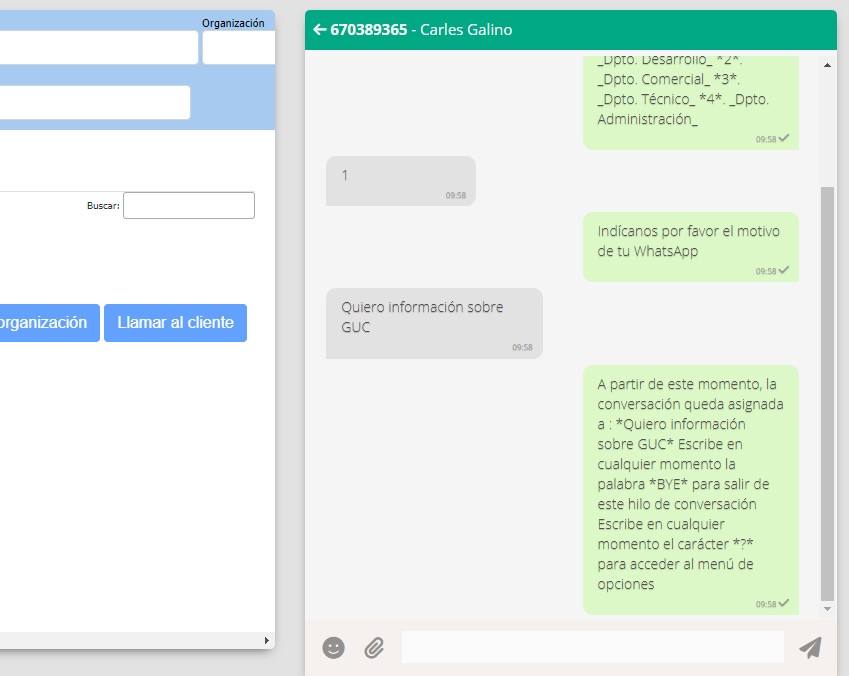 Organización
Buscar:
organización
Llamar al cliente
670389365 - Carles Galino
_Dpto. Desarrollo_ *2*.
_Dpto. Comercial_ *3*.
_Dpto. Técnico_ *4*. _Dpto.
Administración_
09:58
1
09:58
Indícanos por favor el motivo
de tu WhatsApp
09:58
Quiero información sobre
GUC
09:58
A partir de este momento, la
conversación queda asignada
a : *Quiero información
sobre GUC* Escribe en
cualquier momento la
palabra *BYE* para salir de
este hilo de conversación
Escribe en cualquier
momento el carácter *?*
para acceder al menú de
opciones
09:58